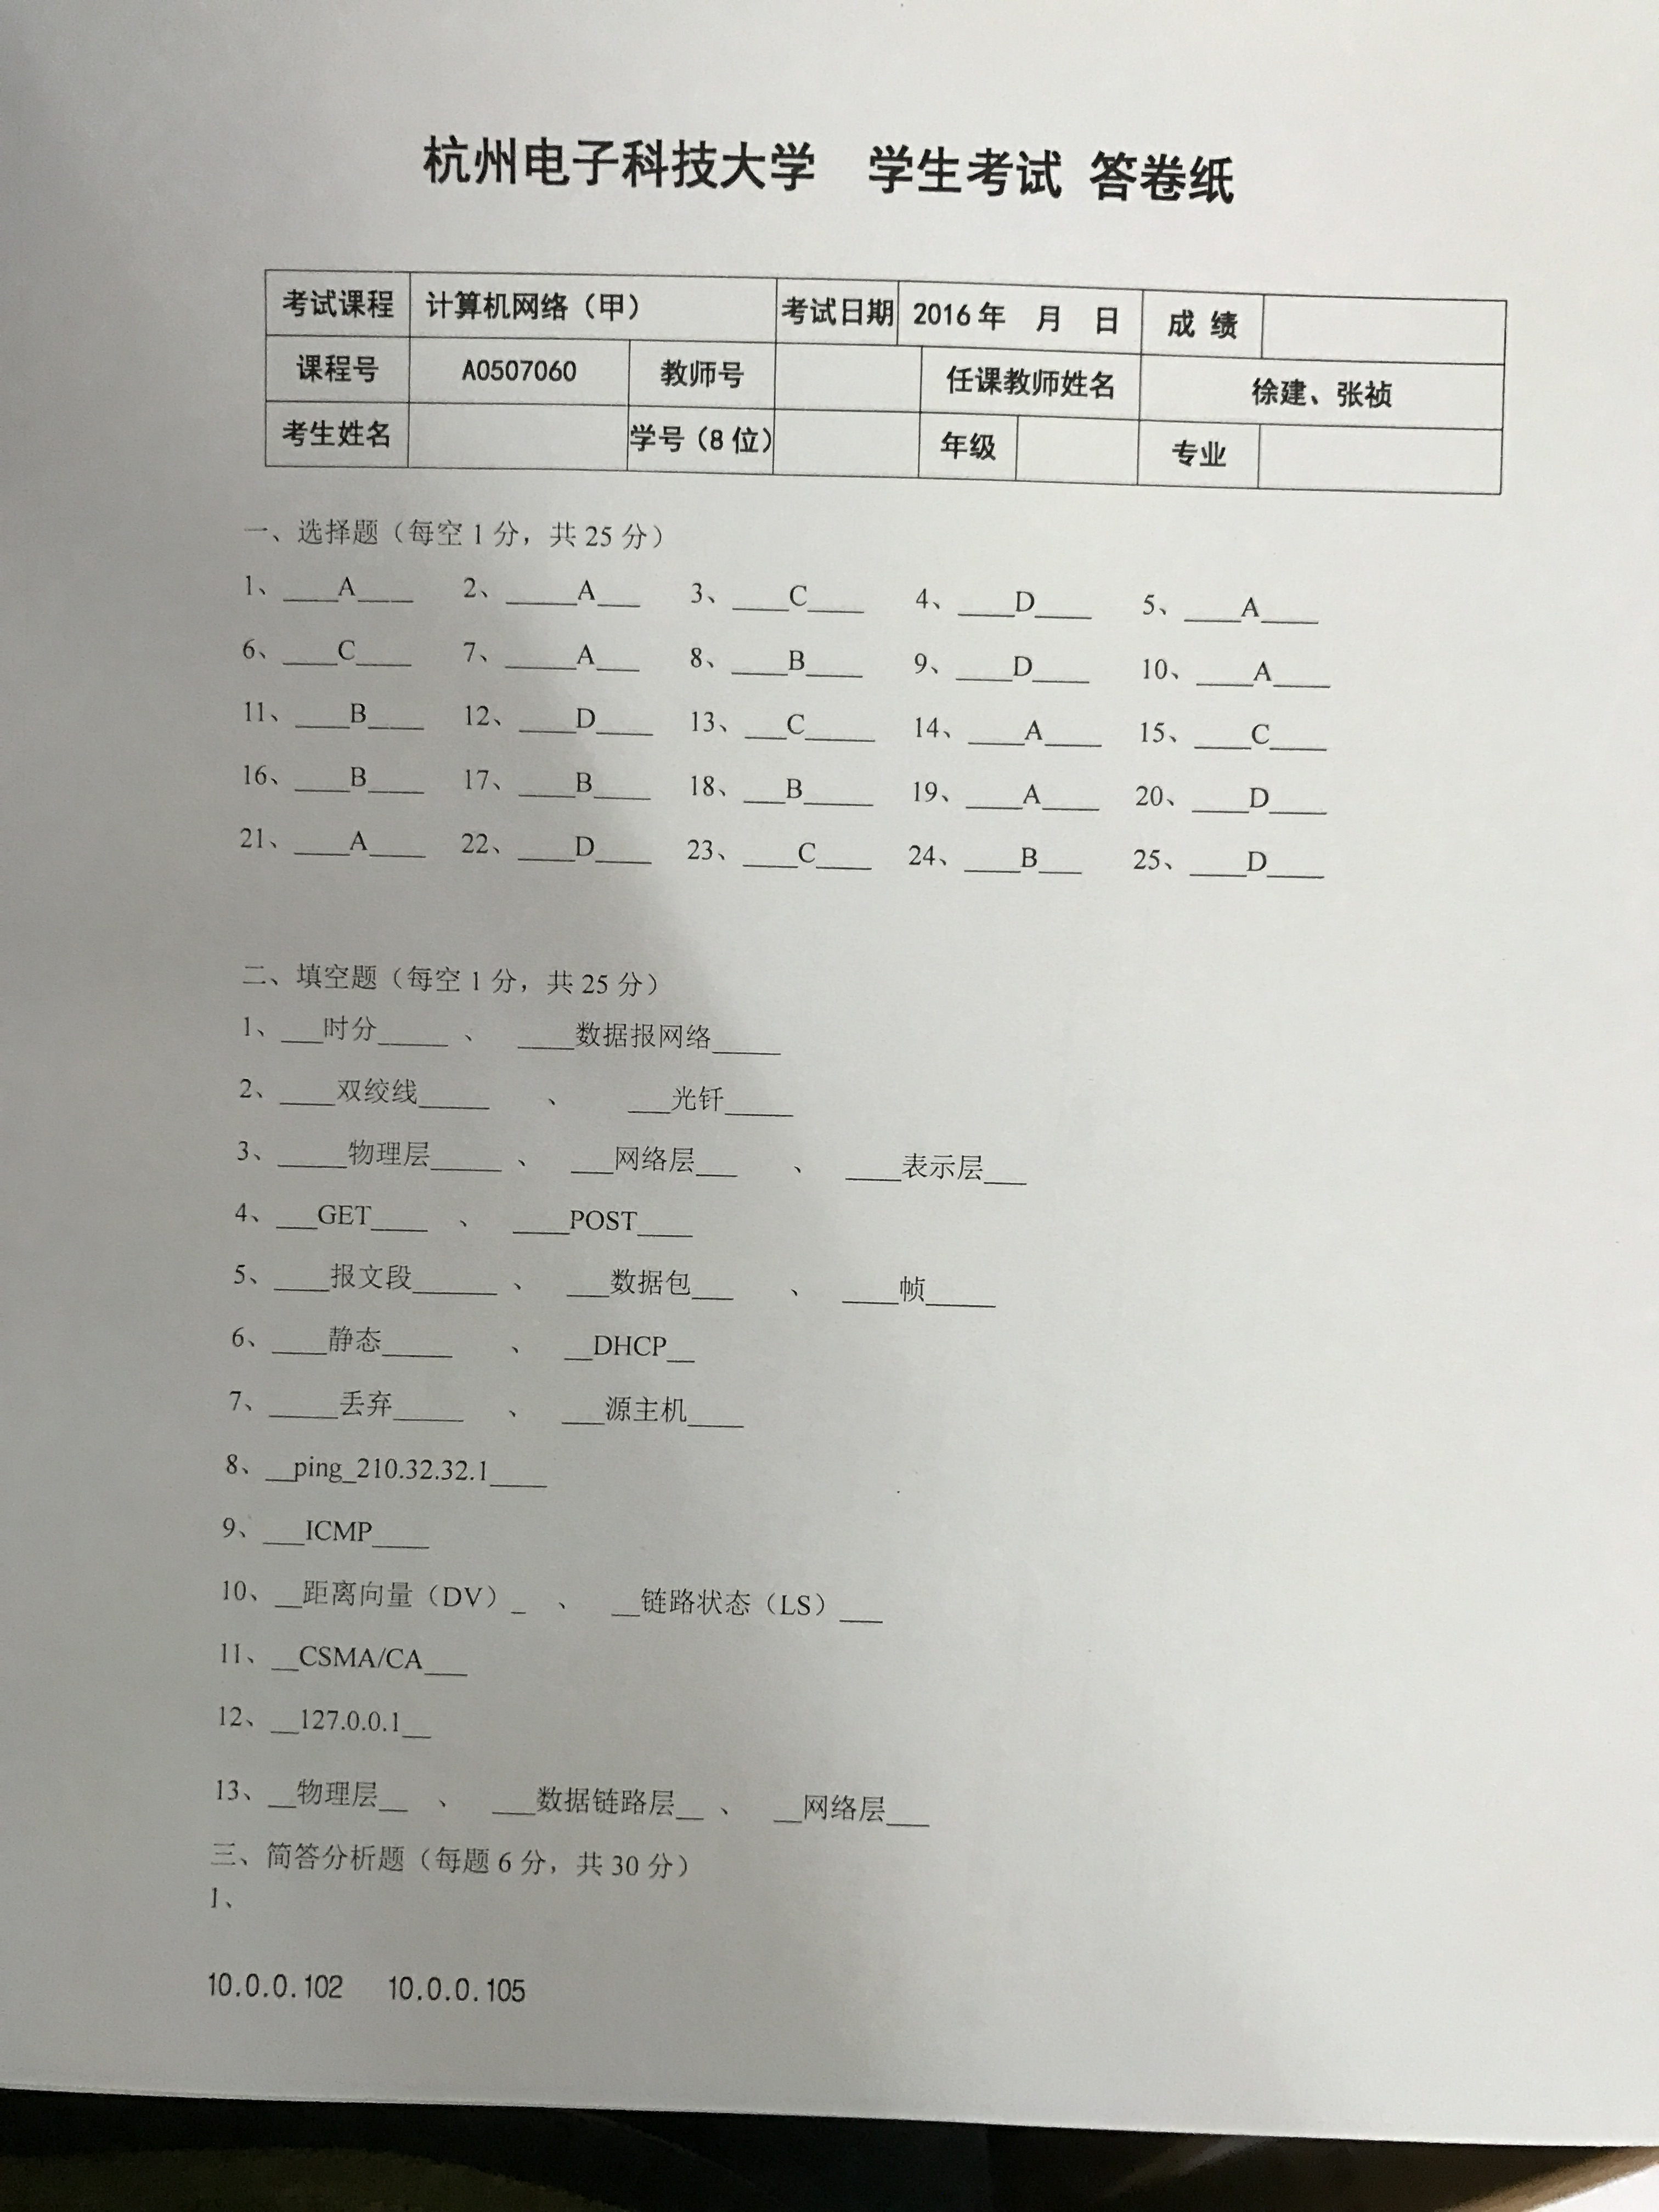 杭州电子科技大学 学生考试 答卷纸
考试课程 计算机网络（甲） 考试日期 2016年 月 日 成 绩
课程号 A0507060 教师号 任课教师姓名 徐建、张祯
考生姓名 学号（8位） 年级 专业
一、选择题（每空1分，共25分）
1、____A____ 2、_____A___ 3、____C____ 4、____D____ 5、____A____
6、____C____ 7、_____A___ 8、____B____ 9、____D____ 10、____A____
11、____B____ 12、____D____ 13、___C_____ 14、____A____ 15、____C____
16、____B____ 17、____B____ 18、___B_____ 19、____A____ 20、____D____
21、____A____ 22、____D____ 23、____C____ 24、____B___ 25、____D____
二、填空题（每空1分，共25分）
1、___时分_____ 、 ____数据报网络_____
2、____双绞线_____ 、 ___光钎_____
3、_____物理层_____ 、 ___网络层___ 、 ____表示层___
4、___GET____ 、 ____POST____
5、____报文段______ 、 ___数据包___ 、 ____帧_____
6、____静态_____ 、 __DHCP__
7、_____丢弃_____ 、 ___源主机____
8、__ping_210.32.32.1____
9、___ICMP____
10、__距离向量（DV）_ 、 __链路状态（LS）___
11、__CSMA/CA___
12、__127.0.0.1__
13、__物理层__ 、 ___数据链路层__ 、 __网络层___
三、简答分析题（每题6分，共30分）
1、
10.0.0.102 10.0.0.105